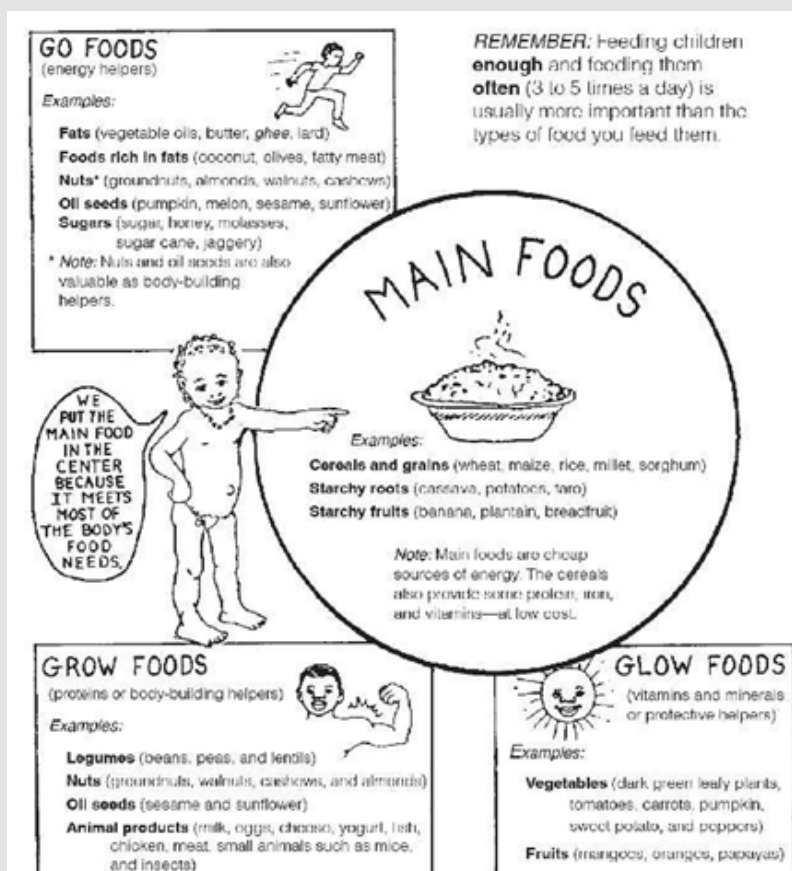 GO FOODS
(energy helpers)
Examples:
Fats (vegetable oils, butter, ghee, lard)
Foods rich in fats (coconut, olives, fatty meat)
Nuts* (groundnuts, almonds, walnuts, cashews)
Oil seeds (pumpkin, melon, sesame, sunflower)
Sugars (sugar, honey, molasses,
sugar cane, jaggery)
* Note: Nuts and oil seeds are also
valuable as body-building
helpers.
REMEMBER: Feeding children
enough and feeding them
often (3 to 5 times a day) is
usually more important than the
types of food you feed them.
MAIN FOODS
Examples:
Cereals and grains (wheat, maize, rice, millet, sorghum)
Starchy roots (cassava, potatoes, taro)
Starchy fruits (banana, plantain, breadfruit)
Note: Main foods are cheap
sources of energy. The cereals
also provide some protein, iron,
and vitamins—at low cost.
WE
PUT THE
MAIN FOOD
IN THE
CENTER
BECAUSE
IT MEETS
MOST OF
THE BODY'S
FOOD
NEEDS.
GROW FOODS
(proteins or body-building helpers)
Examples:
Legumes (beans, peas, and lentils)
Nuts (groundnuts, walnuts, cashews, and almonds)
Oil seeds (sesame and sunflower)
Animal products (milk, eggs, cheese, yogurt, fish,
chicken, meat, small animals such as mice,
and insects)
GLOW FOODS
(vitamins and minerals
or protective helpers)
Examples:
Vegetables (dark green leafy plants,
tomatoes, carrots, pumpkin,
sweet potato, and peppers)
Fruits (mangoes, oranges, papayas)